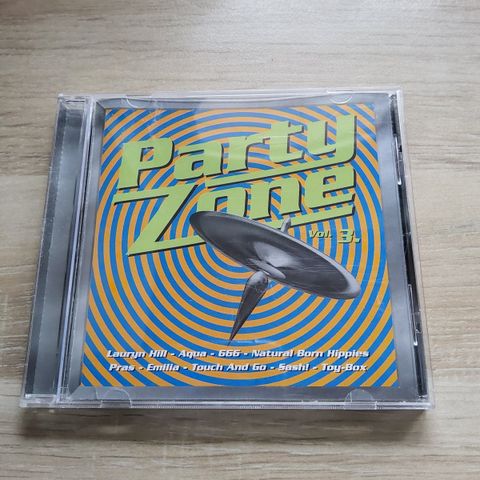 Party
Zone
Vol. 3.
Lauryn Hill - Aqua - 666 - Natural Born Hippies
Pras - Emilia - Touch And Go - Sash! - Toy-Box